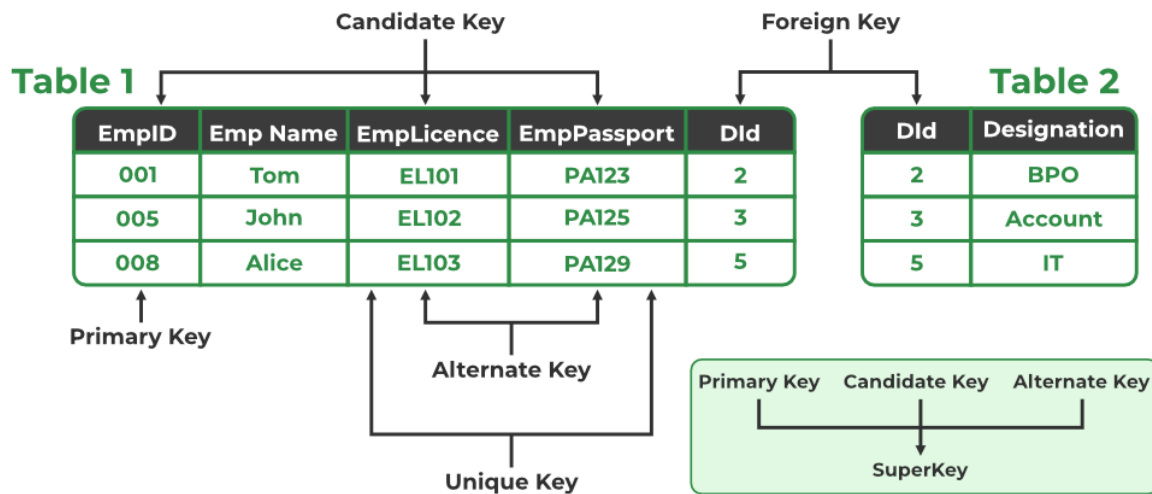 Candidate Key
Foreign Key
Table 1
Table 2
EmpID Emp Name EmpLicence EmpPassport DId
001 Tom EL101 PA123 2
005 John EL102 PA125 3
008 Alice EL103 PA129 5
DId Designation
2 BPO
3 Account
5 IT
Primary Key
Alternate Key
Unique Key
Primary Key Candidate Key Alternate Key
SuperKey